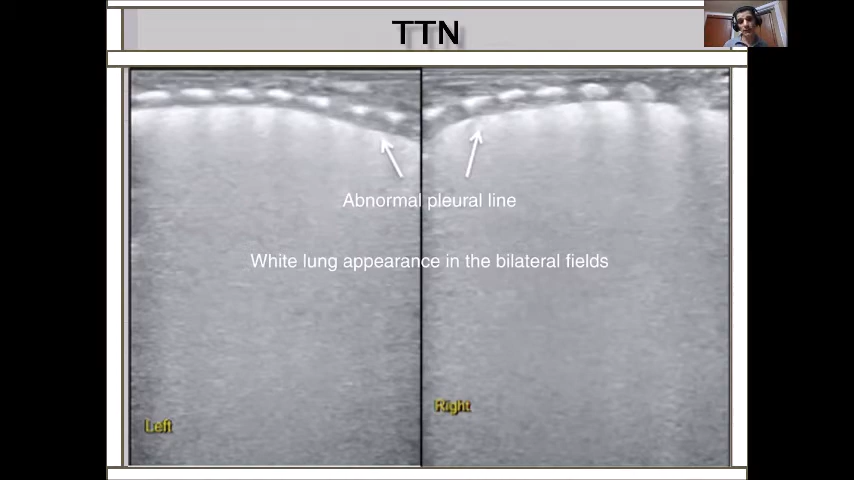 TTN
Abnormal pleural line
White lung appearance in the bilateral fields
Right
Left